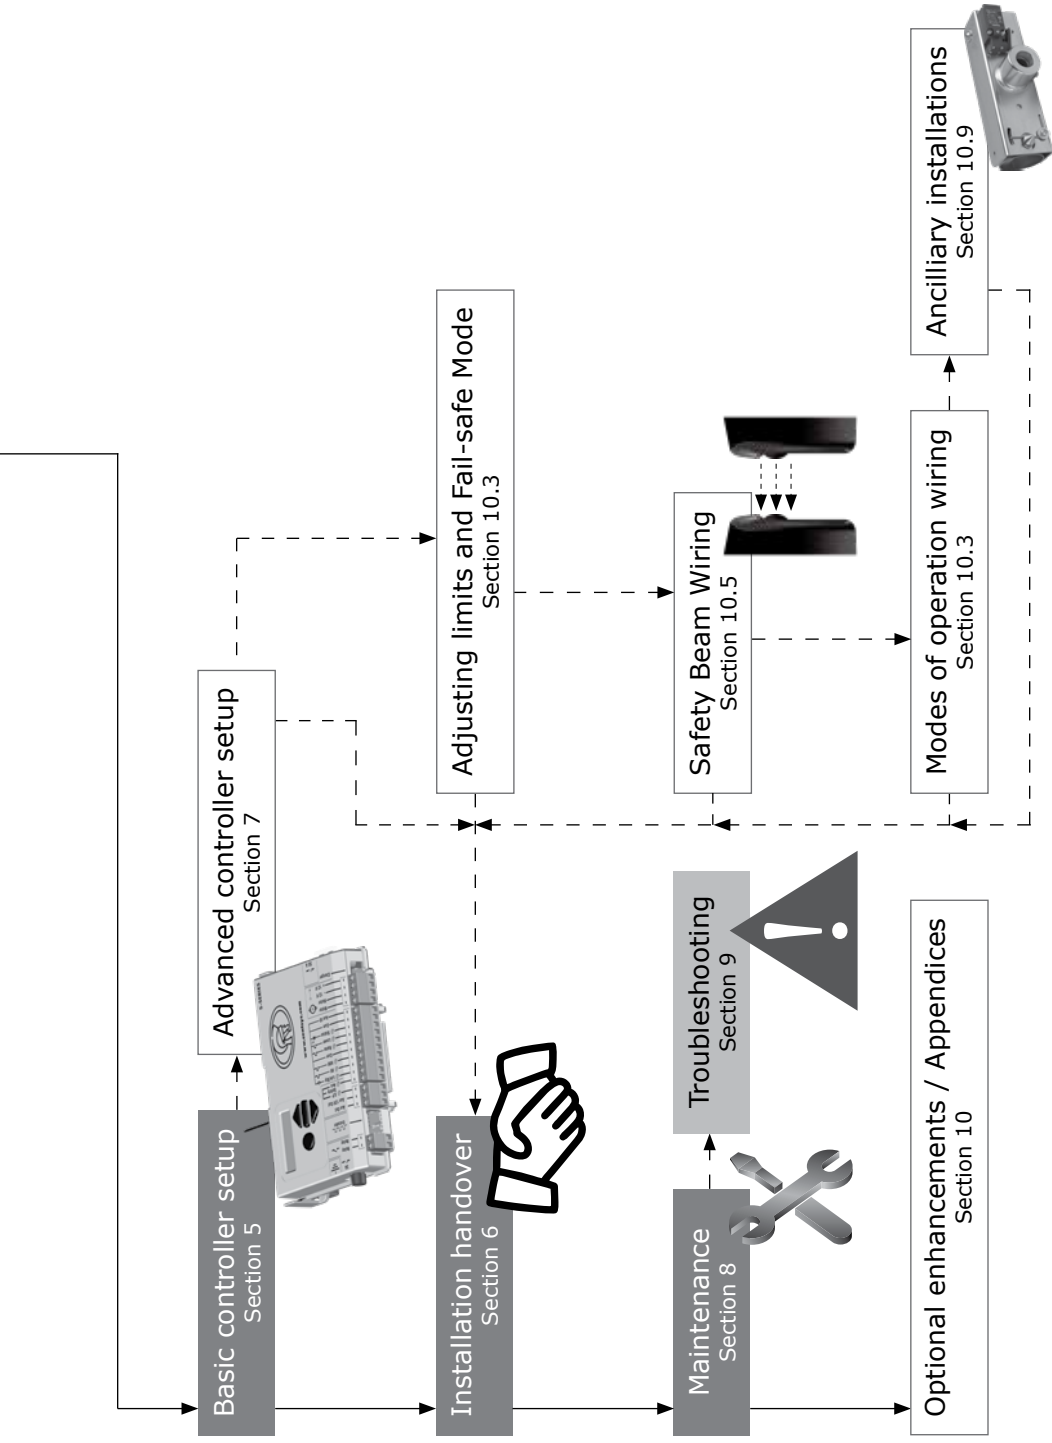 Basic controller setup
Section 5
Advanced controller setup
Section 7
Installation handover
Section 6
Adjusting limits and Fail-safe Mode
Section 10.3
Maintenance
Section 8
Troubleshooting
Section 9
Safety Beam Wiring
Section 10.5
Optional enhancements / Appendices
Section 10
Modes of operation wiring
Section 10.3
Ancilliary installations
Section 10.9